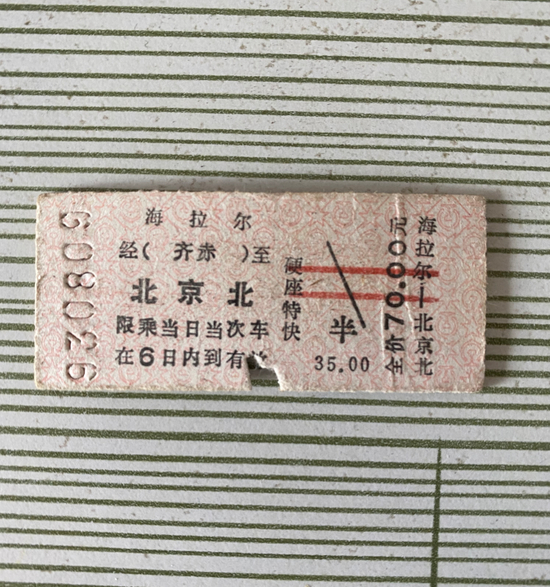 海拉尔
经(齐赤)至
北京北
限乘当日当次车
在6日内到有效
硬座特快
半
35.00
全价70.00元
海拉尔—北京北